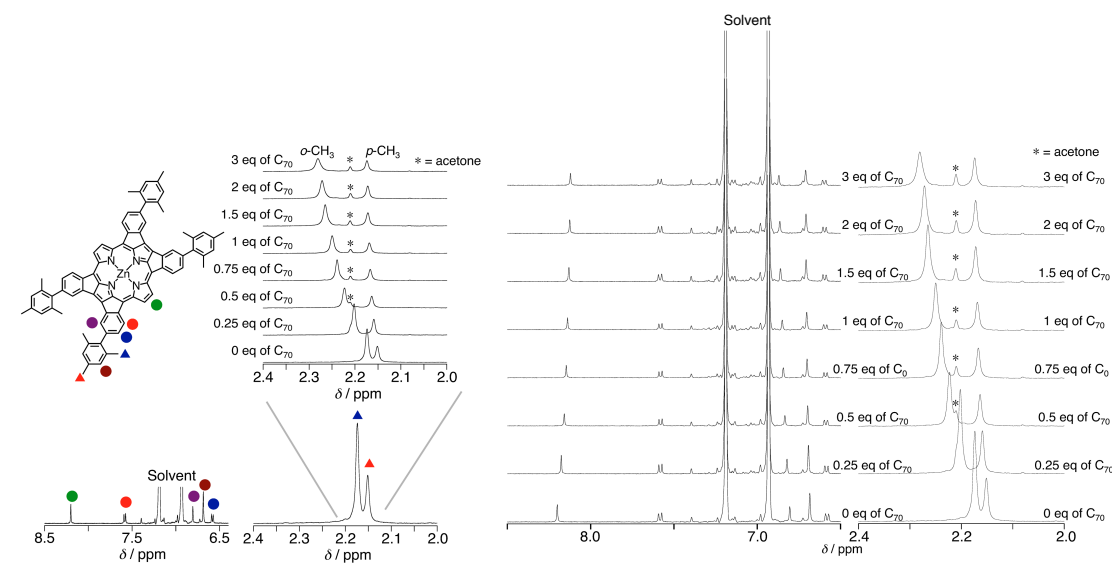 Solvent
o-CH3
p-CH3
* = acetone
*
3 eq of C70
*
2 eq of C70
*
1.5 eq of C70
*
1 eq of C70
*
0.75 eq of C70
*
0.5 eq of C70
0.25 eq of C70
0 eq of C70
2.4 2.3 2.2 2.1 2.0
δ / ppm
N
N
Zn
N
N
Solvent
8.5 7.5 6.5
δ / ppm
2.4 2.3 2.2 2.1 2.0
δ / ppm
* = acetone
3 eq of C70 * 3 eq of C70
2 eq of C70 * 2 eq of C70
1.5 eq of C70 * 1.5 eq of C70
1 eq of C70 * 1 eq of C70
0.75 eq of C0 * 0.75 eq of C0
0.5 eq of C70 * 0.5 eq of C70
0.25 eq of C70 0.25 eq of C70
0 eq of C70 0 eq of C70
8.0 7.0 2.4 2.2 2.0
δ / ppm δ / ppm